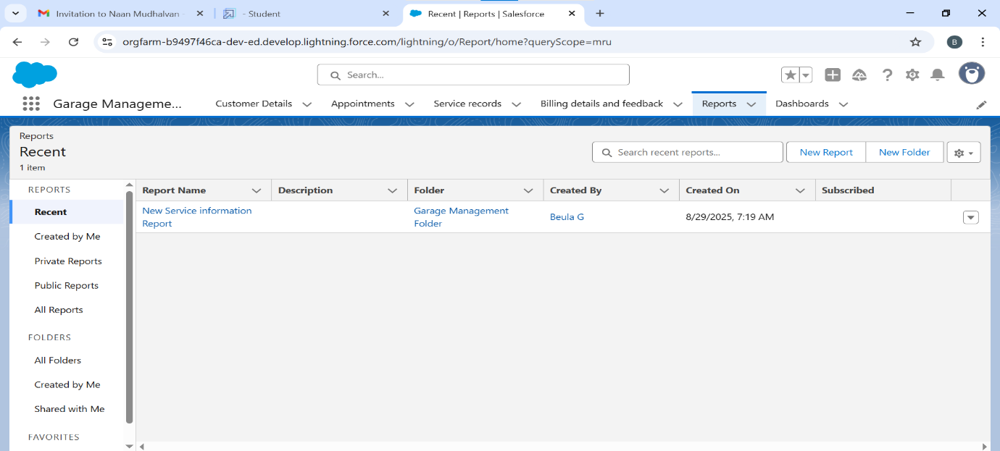 Invitation to Naan Mudhalvan
- Student
Recent | Reports | Salesforce
orgfarm-b9497f46ca-dev-ed.develop.lightning.force.com/lightning/o/Report/home?queryScope=mru
B
Search...
Garage Manageme...
Customer Details
Appointments
Service records
Billing details and feedback
Reports
Dashboards
Reports
Recent
1 item
Search recent reports...
New Report
New Folder
REPORTS
Recent
Created by Me
Private Reports
Public Reports
All Reports
FOLDERS
All Folders
Created by Me
Shared with Me
FAVORITES
Report Name
Description
Folder
Created By
Created On
Subscribed
New Service information
Report
Garage Management
Folder
Beula G
8/29/2025, 7:19 AM